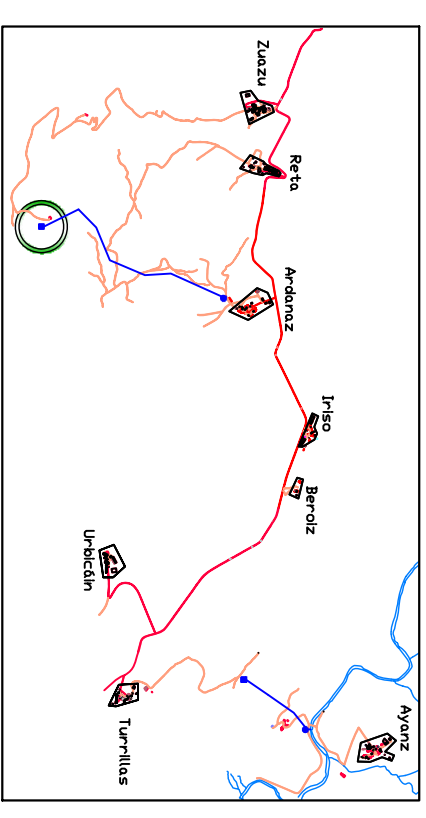 Zuazu
Reta
Ardanaz
Iriso
Beroiz
Urbicáin
Turrillas
Ayanz